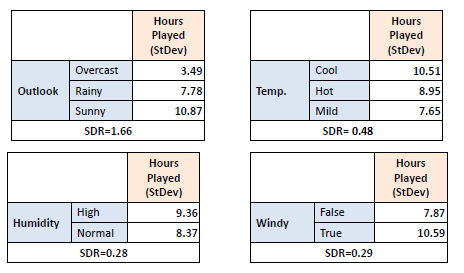 Hours
Played
(StDev)
Outlook
Overcast 3.49
Rainy 7.78
Sunny 10.87
SDR=1.66
Hours
Played
(StDev)
Temp.
Cool 10.51
Hot 8.95
Mild 7.65
SDR= 0.48
Hours
Played
(StDev)
Humidity
High 9.36
Normal 8.37
SDR=0.28
Hours
Played
(StDev)
Windy
False 7.87
True 10.59
SDR=0.29